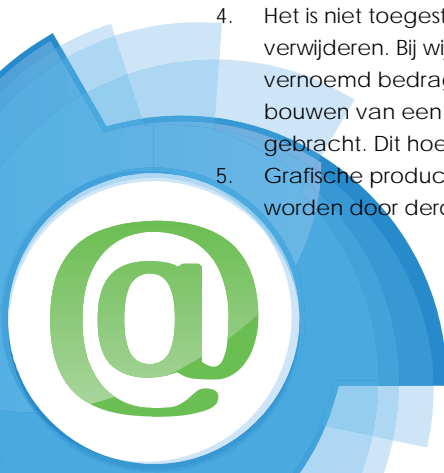 4. Het is niet toegest
verwijderen. Bij wi
vernoemd bedrag
bouwen van een
gebracht. Dit hoe
5. Grafische produc
worden door derd
@